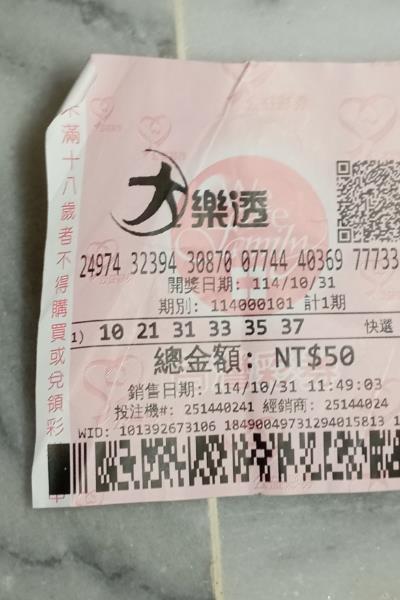 大樂透
24974 32394 30870 07744 40369 77733
開獎日期: 114/10/31
期別: 114000101 計1期
1) 10 21 31 33 35 37 快選
總金額: NT$50
銷售日期: 114/10/31 11:49:03
投注機#: 251440241 經銷商: 25144024
WID: 101392673106 18490049731294015813 1
未滿十八歲者不得購買或兌領彩